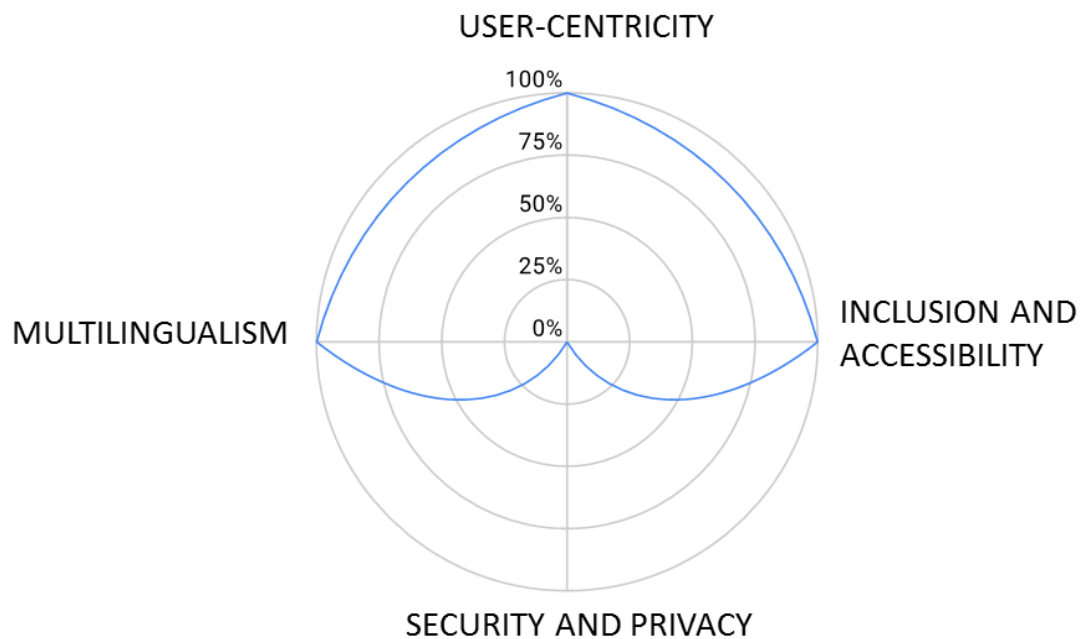 USER-CENTRICITY
100%
75%
50%
25%
0%
MULTILINGUALISM
INCLUSION AND
ACCESSIBILITY
SECURITY AND PRIVACY